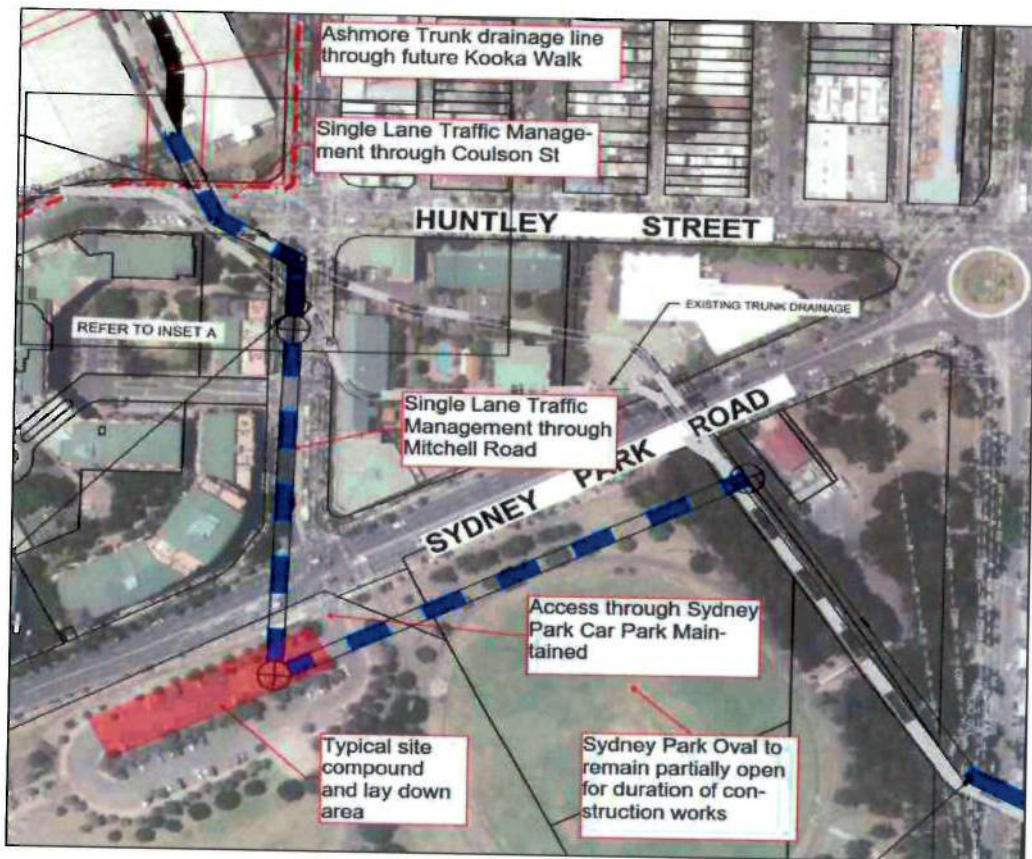 Ashmore Trunk drainage line
through future Kooka Walk
Single Lane Traffic Manage-
ment through Coulson St
HUNTLEY STREET
EXISTING TRUNK DRAINAGE
REFER TO INSET A
Single Lane Traffic
Management through
Mitchell Road
SYDNEY PARK ROAD
Access through Sydney
Park Car Park Main-
tained
Typical site
compound
and lay down
area
Sydney Park Oval to
remain partially open
for duration of con-
struction works